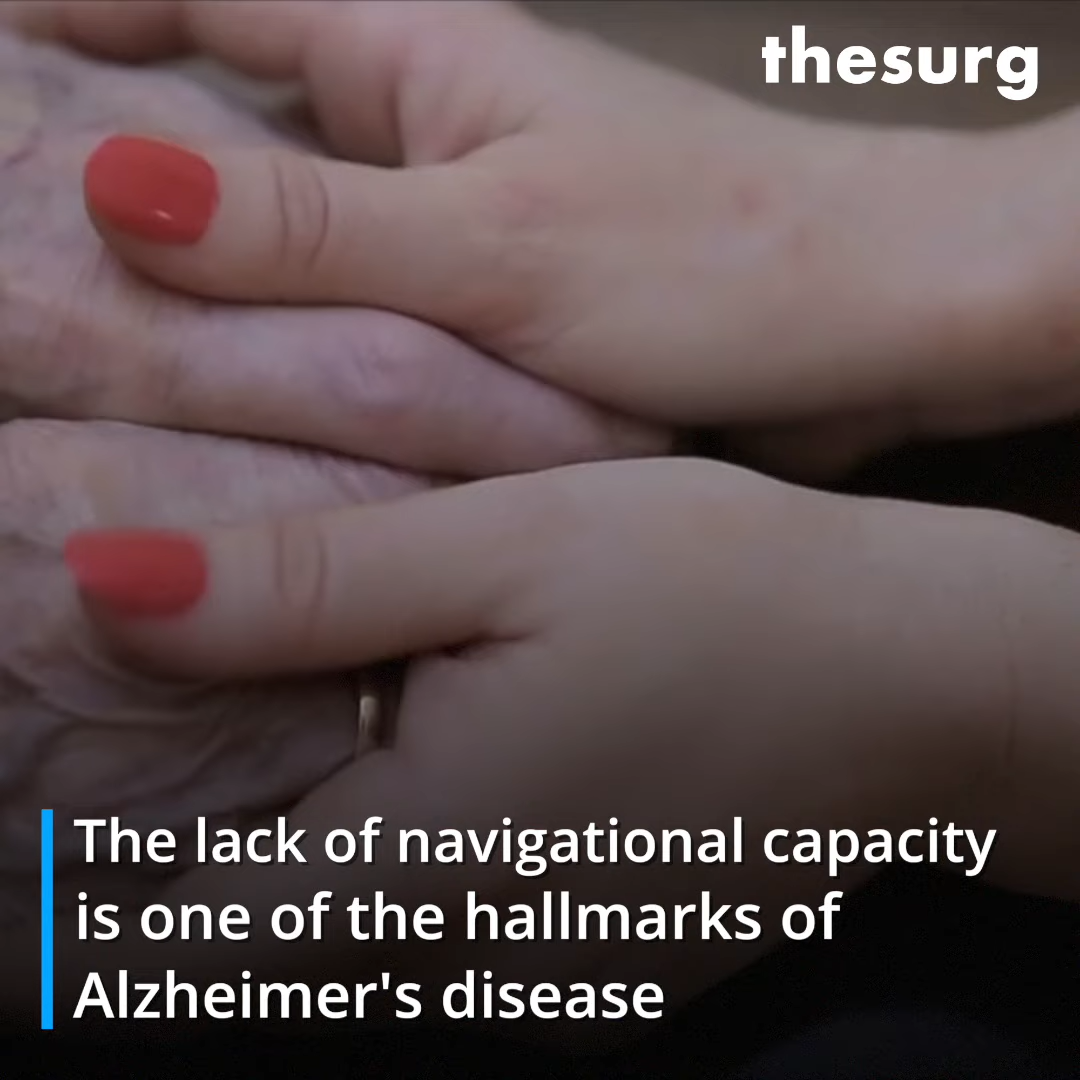 thesurg
The lack of navigational capacity
is one of the hallmarks of
Alzheimer's disease